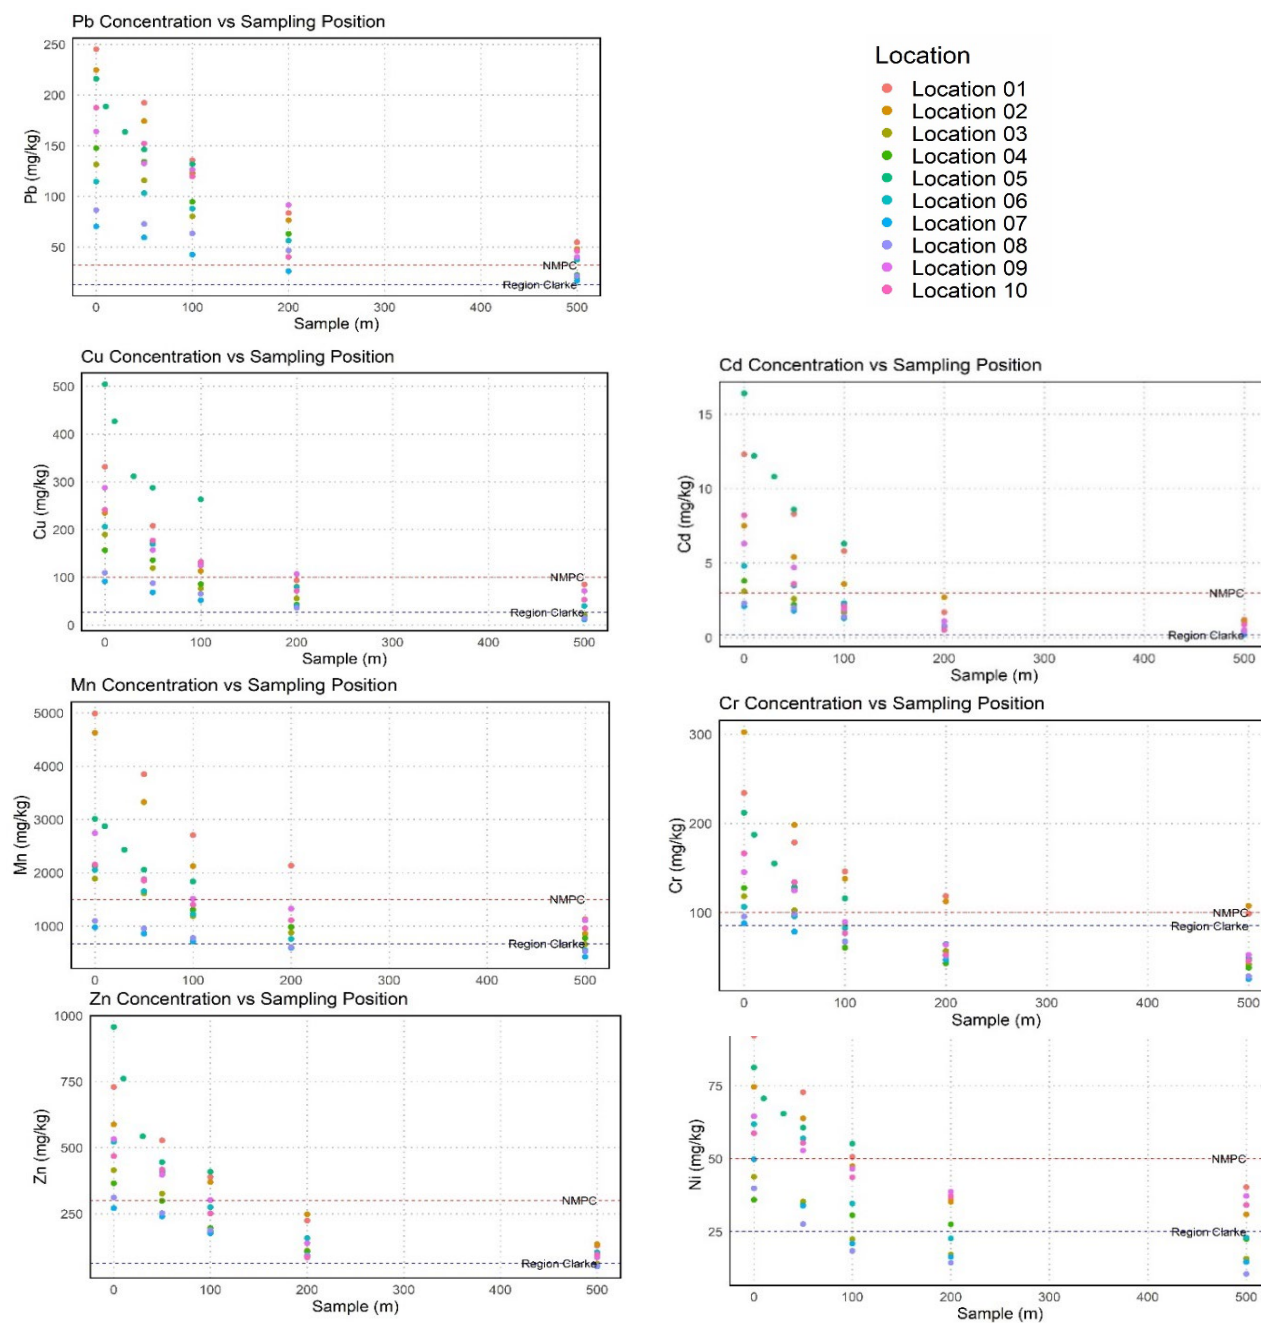 Pb Concentration vs Sampling Position
250
200
150
100
50
Pb (mg/kg)
NMPC
Region Clarke
0
100
200
300
400
500
Sample (m)
Location
Location 01
Location 02
Location 03
Location 04
Location 05
Location 06
Location 07
Location 08
Location 09
Location 10
Cu Concentration vs Sampling Position
500
400
300
200
100
0
Cu (mg/kg)
NMPC
Region Clarke
0
100
200
300
400
500
Sample (m)
Cd Concentration vs Sampling Position
15
10
5
0
Cd (mg/kg)
NMPC
Region Clarke
0
100
200
300
400
500
Sample (m)
Mn Concentration vs Sampling Position
5000
4000
3000
2000
1000
Mn (mg/kg)
NMPC
Region Clarke
0
100
200
300
400
500
Sample (m)
Cr Concentration vs Sampling Position
300
200
100
Cr (mg/kg)
NMPC
Region Clarke
0
100
200
300
400
500
Sample (m)
Zn Concentration vs Sampling Position
1000
750
500
250
Zn (mg/kg)
NMPC
Region Clarke
0
100
200
300
400
500
Sample (m)
75
50
25
Ni (mg/kg)
NMPC
Region Clarke
0
100
200
300
400
500
Sample (m)